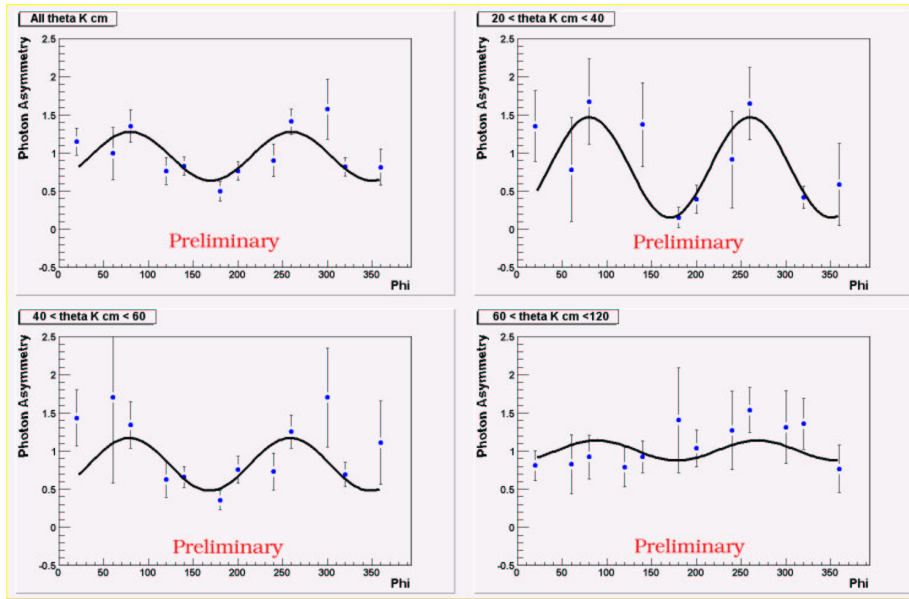 All theta K cm
Photon Asymmetry
2.5
2
1.5
1
0.5
0
-0.5
Preliminary
0 50 100 150 200 250 300 350
Phi
20 < theta K cm < 40
Photon Asymmetry
2.5
2
1.5
1
0.5
0
-0.5
Preliminary
0 50 100 150 200 250 300 350
Phi
40 < theta K cm < 60
Photon Asymmetry
2.5
2
1.5
1
0.5
0
-0.5
Preliminary
0 50 100 150 200 250 300 350
Phi
60 < theta K cm <120
Photon Asymmetry
2.5
2
1.5
1
0.5
0
-0.5
Preliminary
0 50 100 150 200 250 300 350
Phi